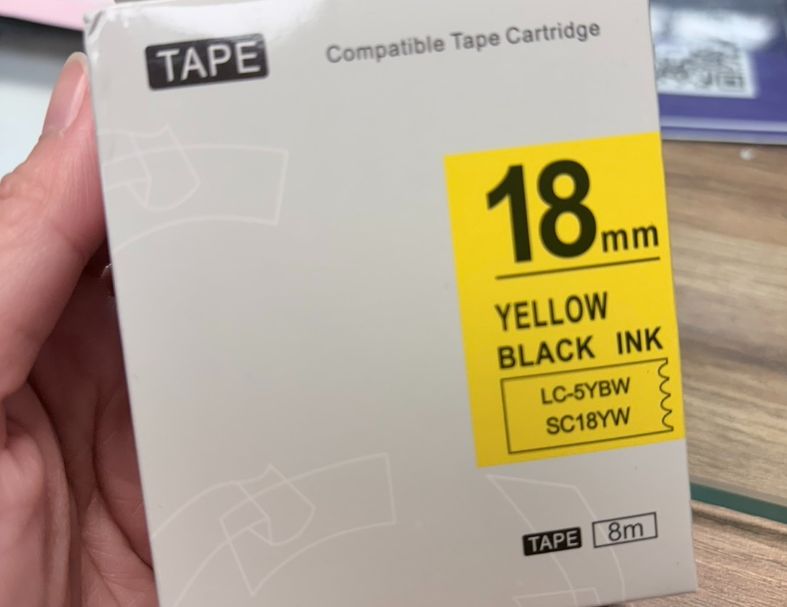 TAPE
Compatible Tape Cartridge
18mm
YELLOW
BLACK INK
LC-5YBW
SC18YW
TAPE 8m